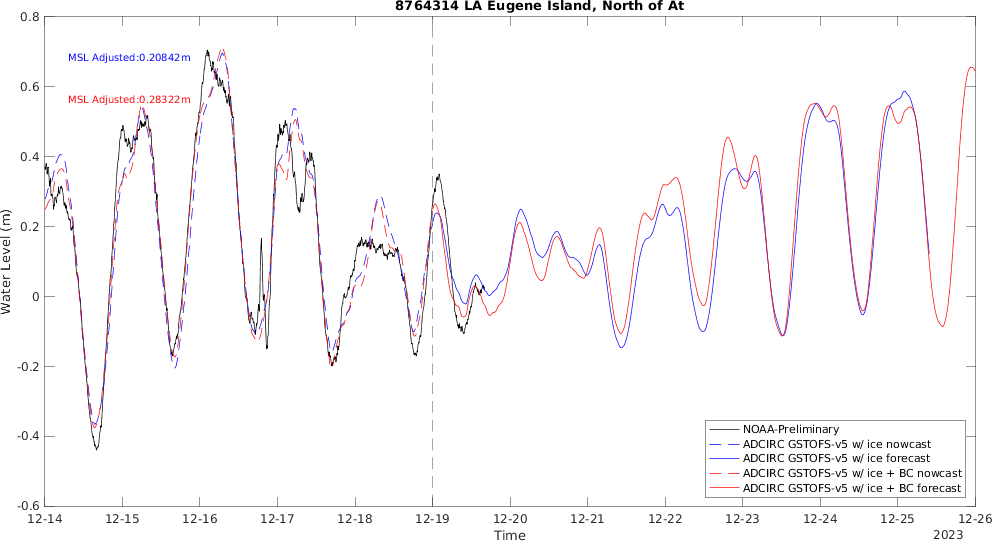 8764314 LA Eugene Island, North of At
0.8
0.6
0.4
0.2
0
-0.2
-0.4
-0.6
Water Level (m)
MSL Adjusted:0.20842m
MSL Adjusted:0.28322m
NOAA-Preliminary
ADCIRC GSTOFS-v5 w/ ice nowcast
ADCIRC GSTOFS-v5 w/ ice forecast
ADCIRC GSTOFS-v5 w/ ice + BC nowcast
ADCIRC GSTOFS-v5 w/ ice + BC forecast
12-14 12-15 12-16 12-17 12-18 12-19 12-20 12-21 12-22 12-23 12-24 12-25 12-26
Time
2023